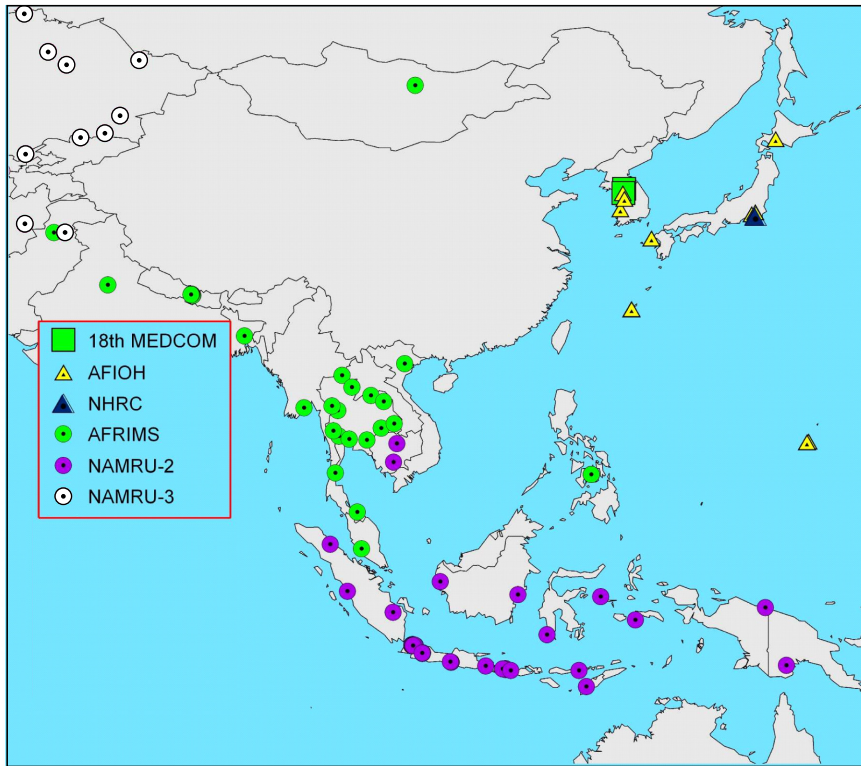 18th MEDCOM
AFIOH
NHRC
AFRIMS
NAMRU-2
NAMRU-3